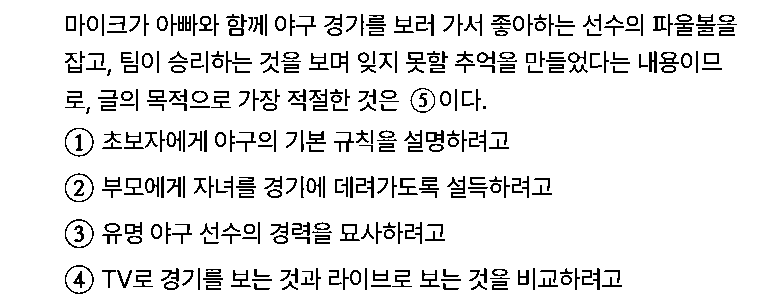 마이크가 아빠와 함께 야구 경기를 보러 가서 좋아하는 선수의 파울볼을
잡고, 팀이 승리하는 것을 보며 잊지 못할 추억을 만들었다는 내용이므
로, 글의 목적으로 가장 적절한 것은 ⑤이다.
① 초보자에게 야구의 기본 규칙을 설명하려고
② 부모에게 자녀를 경기에 데려가도록 설득하려고
③ 유명 야구 선수의 경력을 묘사하려고
④ TV로 경기를 보는 것과 라이브로 보는 것을 비교하려고